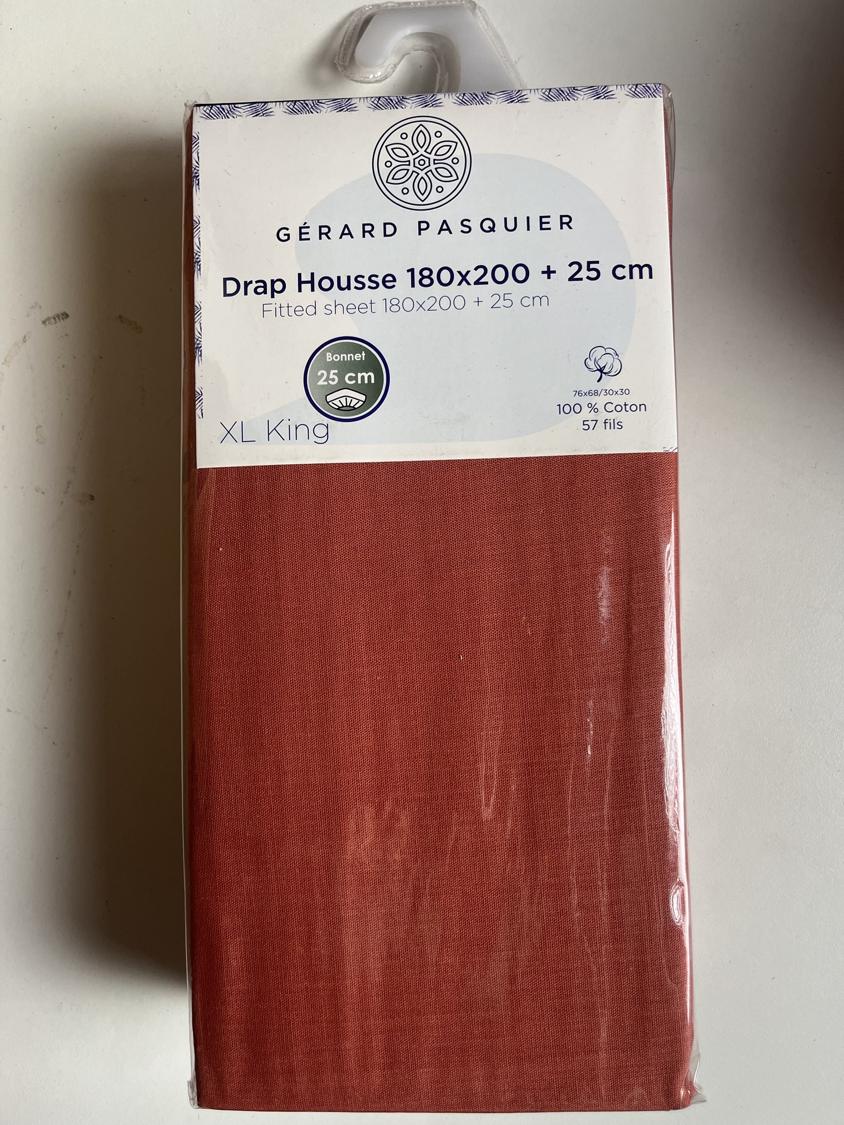 GÉRARD PASQUIER
Drap Housse 180x200 + 25 cm
Fitted sheet 180x200 + 25 cm
Bonnet
25 cm
XL King
76x68/30x30
100 % Coton
57 fils